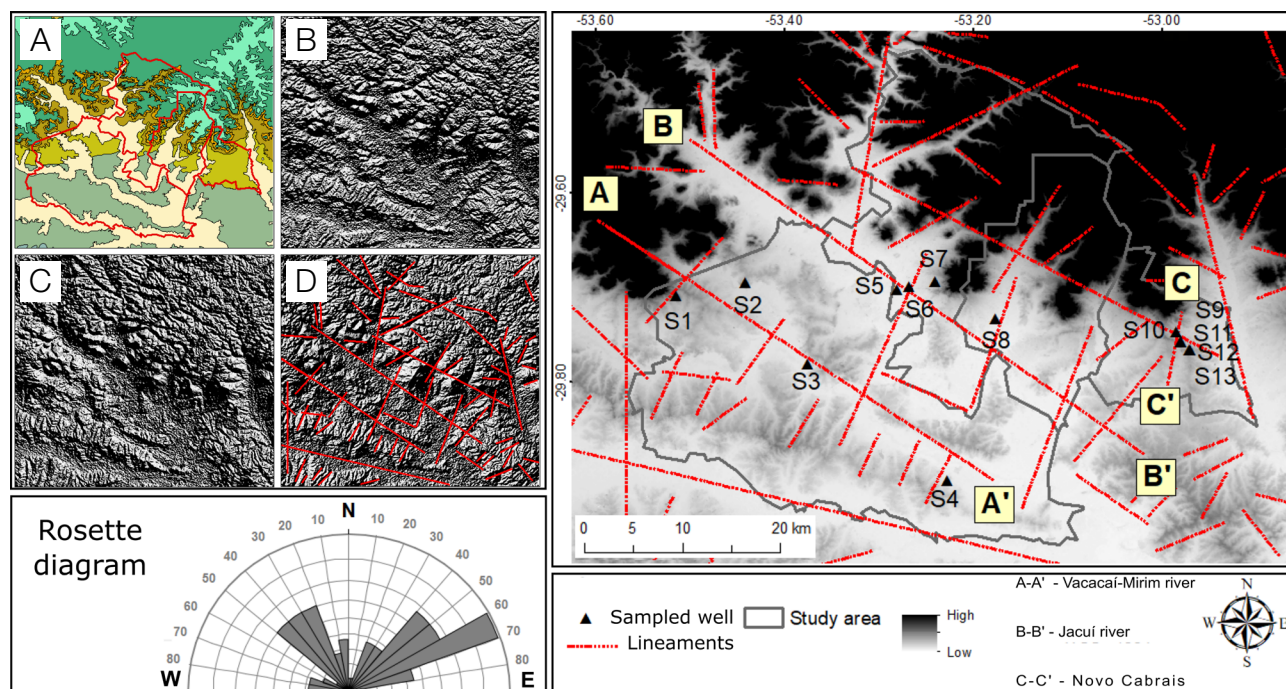 A
B
C
D
Rosette
diagram
N
10
10
20
20
30
30
40
40
50
50
60
60
70
70
80
80
W
E
-53.60
-53.40
-53.20
-53.00
-29.60
-29.80
B
A
C
S7
S5
S6
S2
S1
S8
S9
S10
S11
S12
S13
S3
C'
B'
S4
A'
0 5 10 20 km
Sampled well
Study area
Lineaments
High
Low
A-A' - Vacacaí-Mirim river
B-B' - Jacuí river
C-C' - Novo Cabrais
N
W
E
S